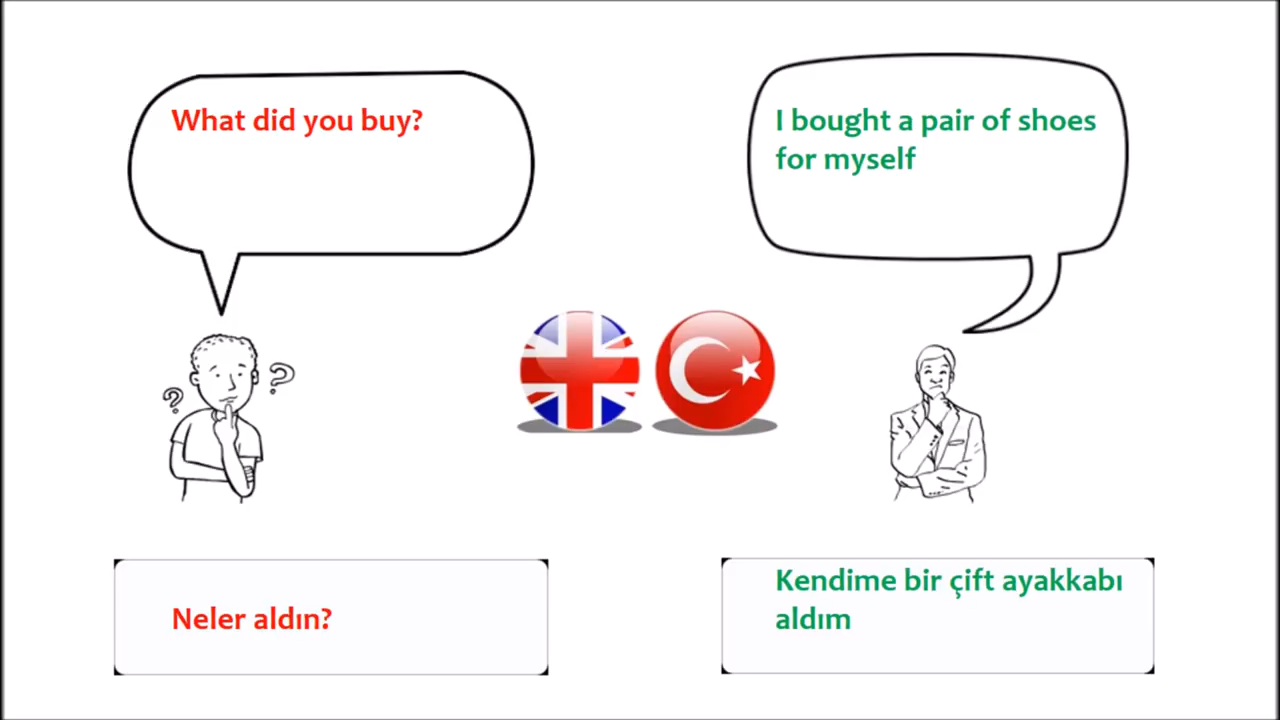 What did you buy?
I bought a pair of shoes
for myself
? ?
Neler aldın?
Kendime bir çift ayakkabı
aldım